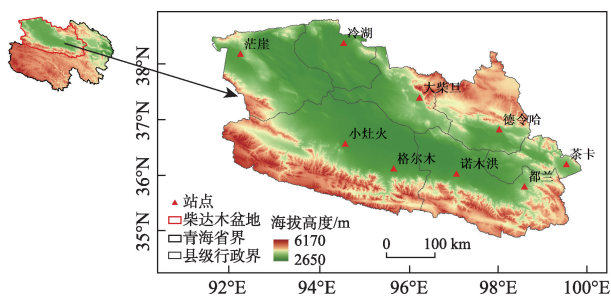 茫崖
冷湖
大柴旦
德令哈
小灶火
格尔木
诺木洪
茶卡
都兰
38°N
37°N
36°N
35°N
站点
柴达木盆地
青海省界
县级行政界
海拔高度/m
6170
2650
0 100 km
92°E 94°E 96°E 98°E 100°E